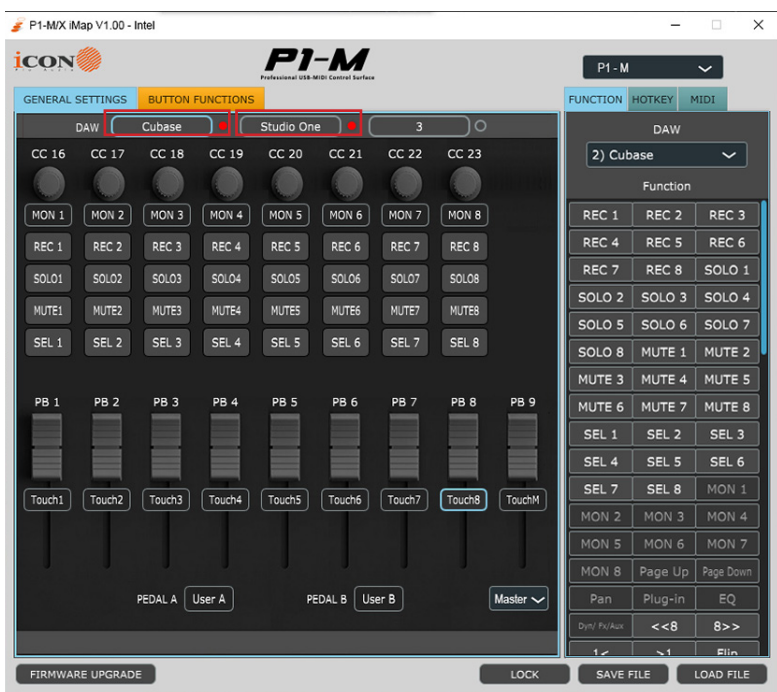 P1-M/X iMap V1.00 - Intel
icon
Pro Audio
P1-M
Professional USB-MIDI Control Surface
P1 - M
GENERAL SETTINGS BUTTON FUNCTIONS
FUNCTION HOTKEY MIDI
DAW Cubase Studio One 3
CC 16 CC 17 CC 18 CC 19 CC 20 CC 21 CC 22 CC 23
MON 1 MON 2 MON 3 MON 4 MON 5 MON 6 MON 7 MON 8
REC 1 REC 2 REC 3 REC 4 REC 5 REC 6 REC 7 REC 8
SOLO1 SOLO2 SOLO3 SOLO4 SOLO5 SOLO6 SOLO7 SOLO8
MUTE1 MUTE2 MUTE3 MUTE4 MUTE5 MUTE6 MUTE7 MUTE8
SEL 1 SEL 2 SEL 3 SEL 4 SEL 5 SEL 6 SEL 7 SEL 8
PB 1 PB 2 PB 3 PB 4 PB 5 PB 6 PB 7 PB 8 PB 9
Touch1 Touch2 Touch3 Touch4 Touch5 Touch6 Touch7 Touch8 TouchM
PEDAL A User A PEDAL B User B Master
DAW
2) Cubase
Function
REC 1 REC 2 REC 3
REC 4 REC 5 REC 6
REC 7 REC 8 SOLO 1
SOLO 2 SOLO 3 SOLO 4
SOLO 5 SOLO 6 SOLO 7
SOLO 8 MUTE 1 MUTE 2
MUTE 3 MUTE 4 MUTE 5
MUTE 6 MUTE 7 MUTE 8
SEL 1 SEL 2 SEL 3
SEL 4 SEL 5 SEL 6
SEL 7 SEL 8 MON 1
MON 2 MON 3 MON 4
MON 5 MON 6 MON 7
MON 8 Page Up Page Down
Pan Plug-in EQ
Dyn/ Fx/Aux <<8 8>>
1< >1 Flip
FIRMWARE UPGRADE LOCK SAVE FILE LOAD FILE